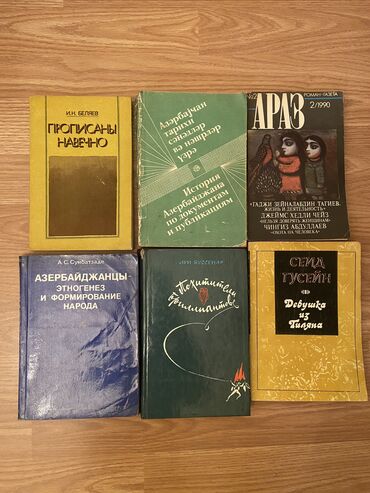 И.К. БЕЛЯЕВ
ПРОПИСАНЫ
НАВЕЧНО
Азәрбајҹан
тарихи
сәнәдләр
вә нәшрләр
үзрә
История
Азербайджана
по документам
и публикациям
РОМАН-ГАЗЕТА
АРАЗ
2/1990
«ГАДЖИ ЗЕЙНАЛАБДИН ТАГИЕВ.
ЖИЗНЬ И ДЕЯТЕЛЬНОСТЬ»
ДЖЕЙМС ХЕДЛИ ЧЕЙЗ
«НЕЛЬЗЯ ДОВЕРЯТЬ ЖЕНЩИНАМ»
ЧИНГИЗ АБДУЛЛАЕВ
«ОХОТА НА ЧЕЛОВЕКА»
А.С. Сумбатзаде
АЗЕРБАЙДЖАНЦЫ-
ЭТНОГЕНЕЗ
И ФОРМИРОВАНИЕ
НАРОДА
Похитители
бриллиантов
СЕИД
ГУСЕЙН
Девушка
из
Гиляна